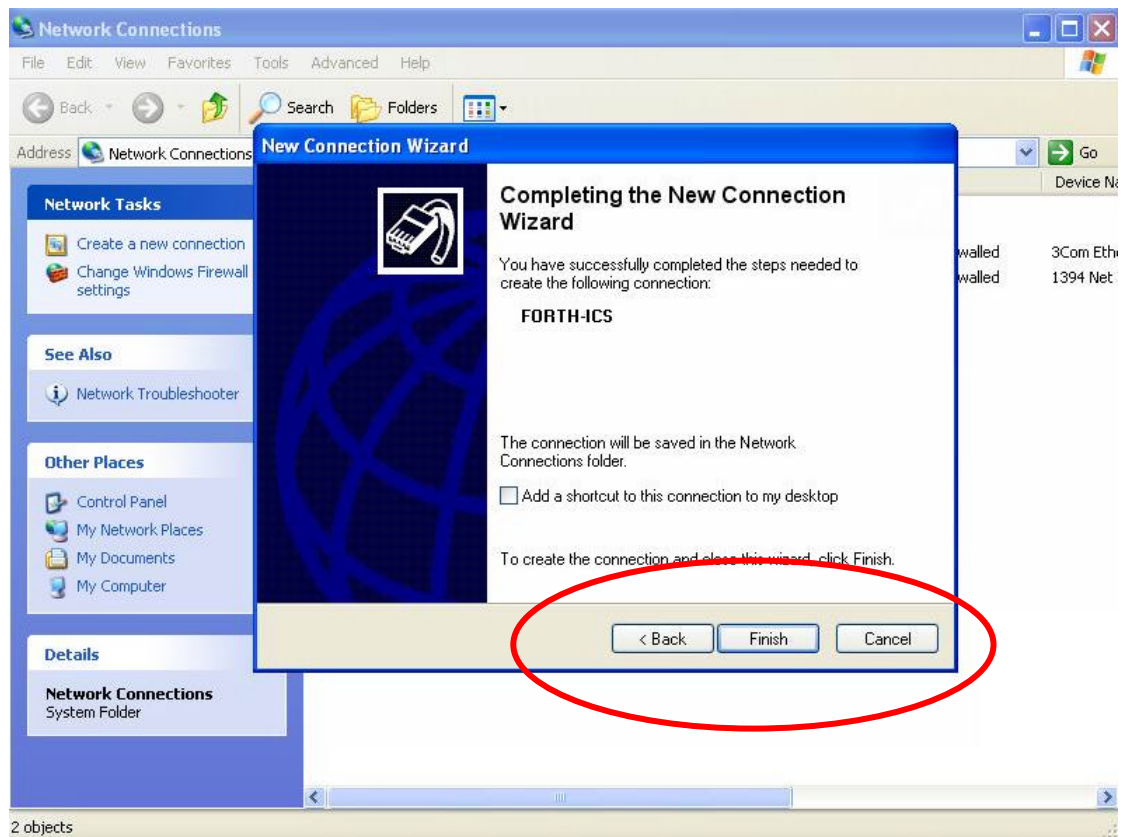 Network Connections
File Edit View Favorites Tools Advanced Help
Back Search Folders
Address Network Connections Go
Network Tasks
Create a new connection
Change Windows Firewall
settings
See Also
Network Troubleshooter
Other Places
Control Panel
My Network Places
My Documents
My Computer
Details
Network Connections
System Folder
New Connection Wizard
Completing the New Connection
Wizard
You have successfully completed the steps needed to
create the following connection:
FORTH-ICS
The connection will be saved in the Network
Connections folder.
Add a shortcut to this connection to my desktop
To create the connection and close this wizard, click Finish.
< Back Finish Cancel
Device Na
walled 3Com Eth
walled 1394 Net
2 objects